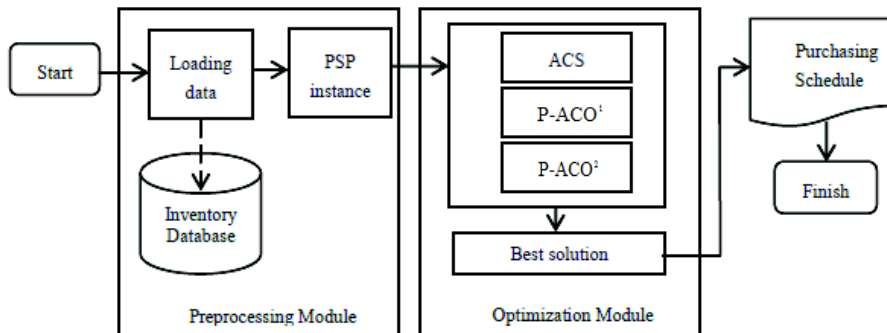 Start
Loading
data
PSP
instance
Inventory
Database
Preprocessing Module
ACS
P-ACO¹
P-ACO²
Best solution
Optimization Module
Purchasing
Schedule
Finish